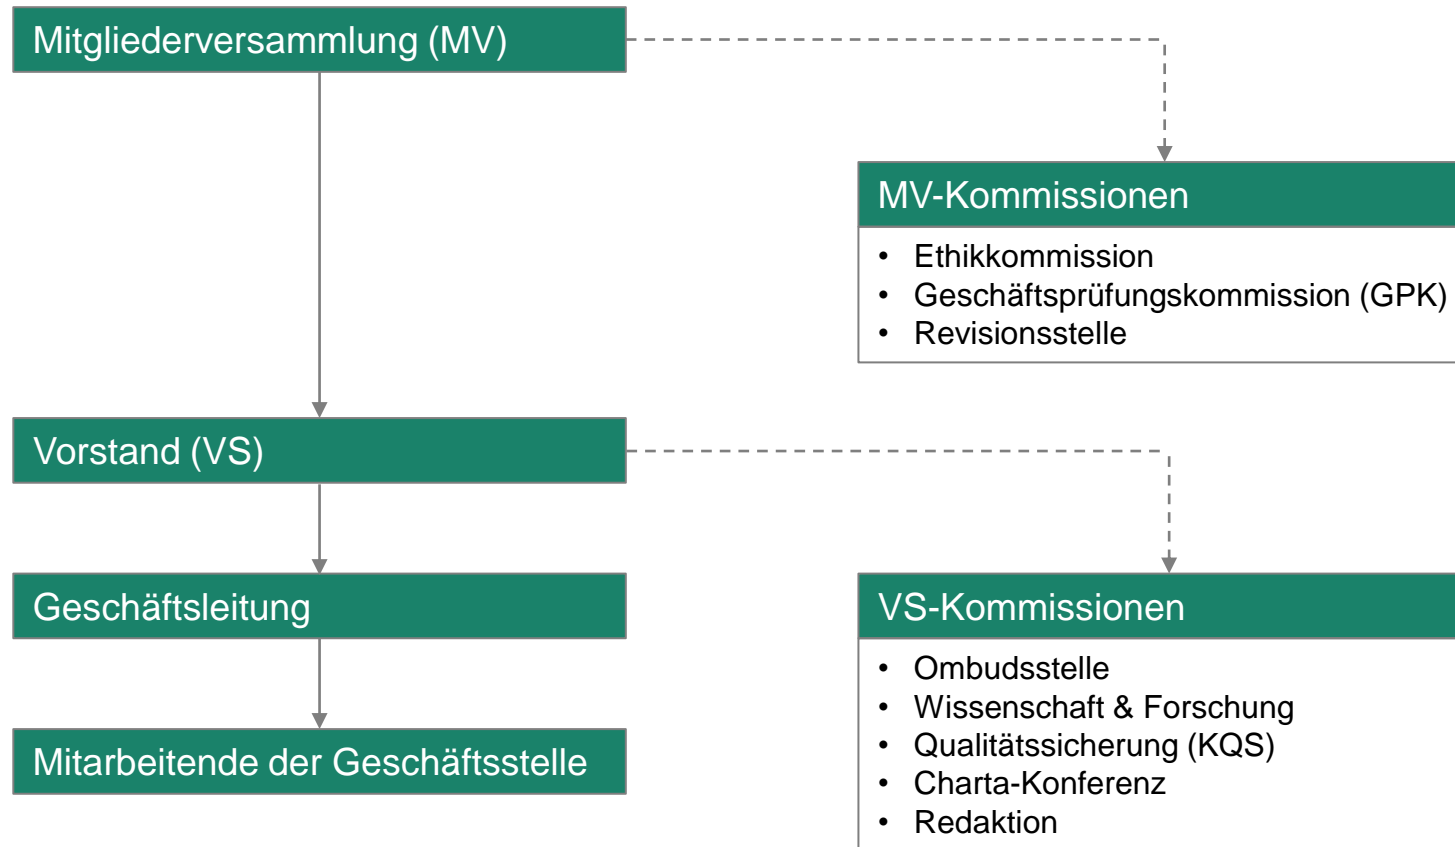 Mitgliederversammlung (MV)
MV-Kommissionen
• Ethikkommission
• Geschäftsprüfungskommission (GPK)
• Revisionsstelle
Vorstand (VS)
Geschäftsleitung
VS-Kommissionen
• Ombudsstelle
• Wissenschaft & Forschung
• Qualitätssicherung (KQS)
• Charta-Konferenz
• Redaktion
Mitarbeitende der Geschäftsstelle